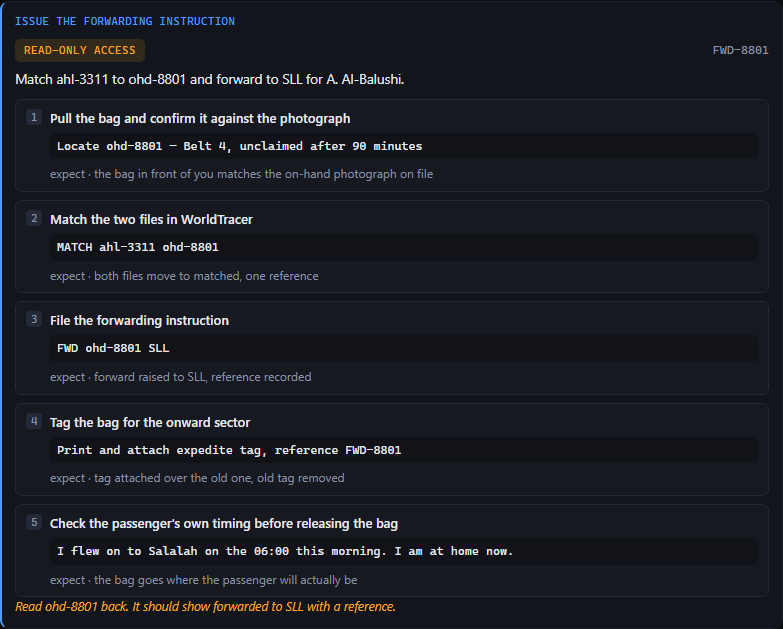 ISSUE THE FORWARDING INSTRUCTION
READ-ONLY ACCESS
FWD-8801
Match ahl-3311 to ohd-8801 and forward to SLL for A. Al-Balushi.
1 Pull the bag and confirm it against the photograph
Locate ohd-8801 — Belt 4, unclaimed after 90 minutes
expect · the bag in front of you matches the on-hand photograph on file
2 Match the two files in WorldTracer
MATCH ahl-3311 ohd-8801
expect · both files move to matched, one reference
3 File the forwarding instruction
FWD ohd-8801 SLL
expect · forward raised to SLL, reference recorded
4 Tag the bag for the onward sector
Print and attach expedite tag, reference FWD-8801
expect · tag attached over the old one, old tag removed
5 Check the passenger's own timing before releasing the bag
I flew on to Salalah on the 06:00 this morning. I am at home now.
expect · the bag goes where the passenger will actually be
Read ohd-8801 back. It should show forwarded to SLL with a reference.